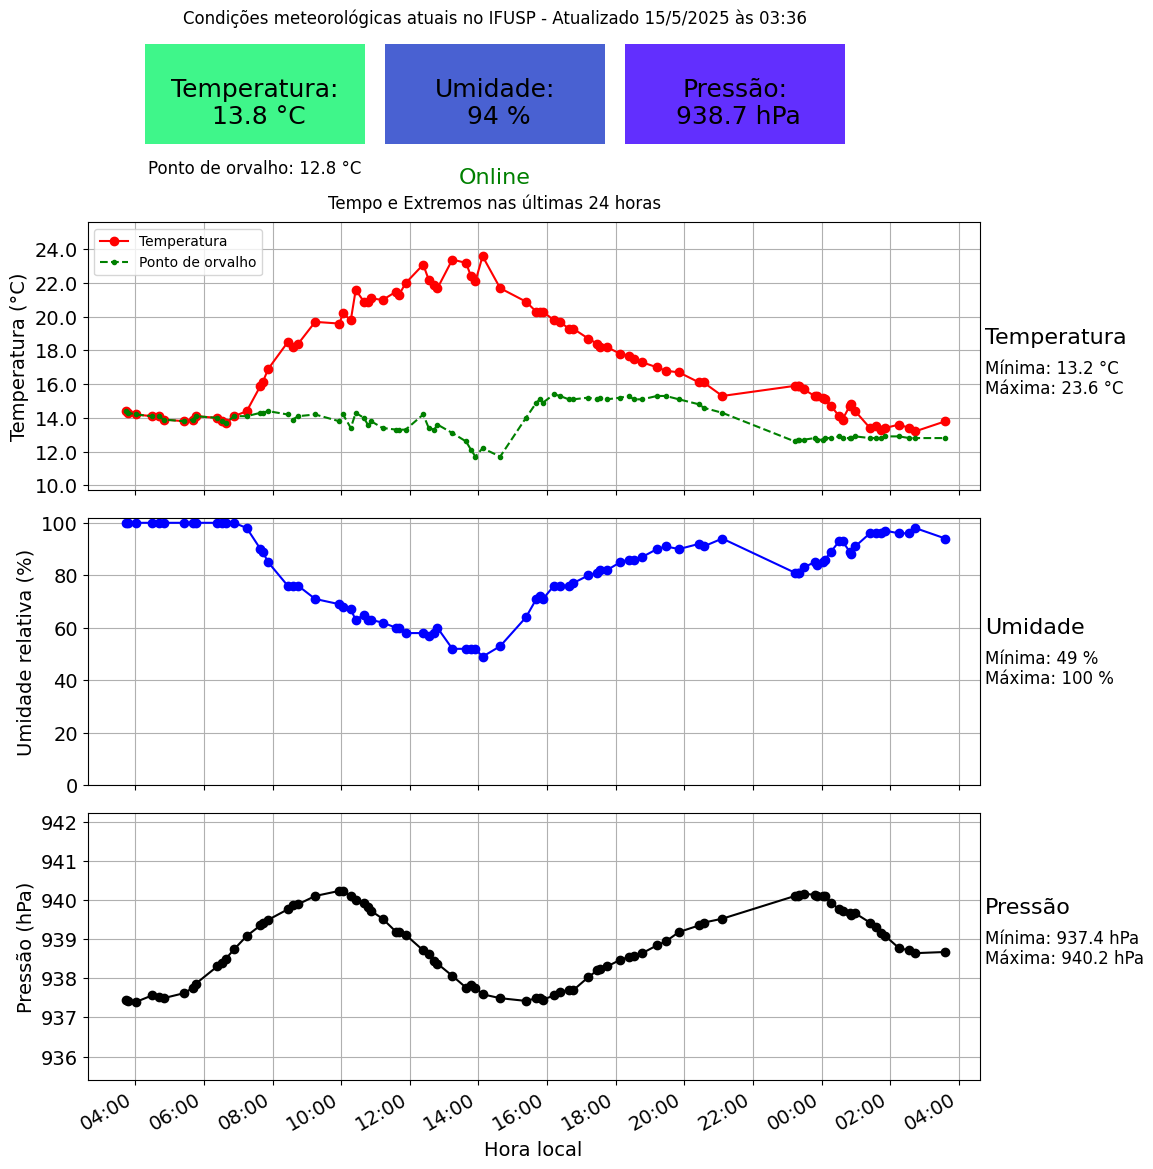 Condições meteorológicas atuais no IFUSP - Atualizado 15/5/2025 às 03:36
Temperatura:
13.8 °C
Umidade:
94 %
Pressão:
938.7 hPa
Ponto de orvalho: 12.8 °C
Online
Tempo e Extremos nas últimas 24 horas
Temperatura
Ponto de orvalho
Temperatura (°C)
24.0
22.0
20.0
18.0
16.0
14.0
12.0
10.0
Temperatura
Mínima: 13.2 °C
Máxima: 23.6 °C
Umidade relativa (%)
100
80
60
40
20
0
Umidade
Mínima: 49 %
Máxima: 100 %
Pressão (hPa)
942
941
940
939
938
937
936
Pressão
Mínima: 937.4 hPa
Máxima: 940.2 hPa
04:00
06:00
08:00
10:00
12:00
14:00
16:00
18:00
20:00
22:00
00:00
02:00
04:00
Hora local